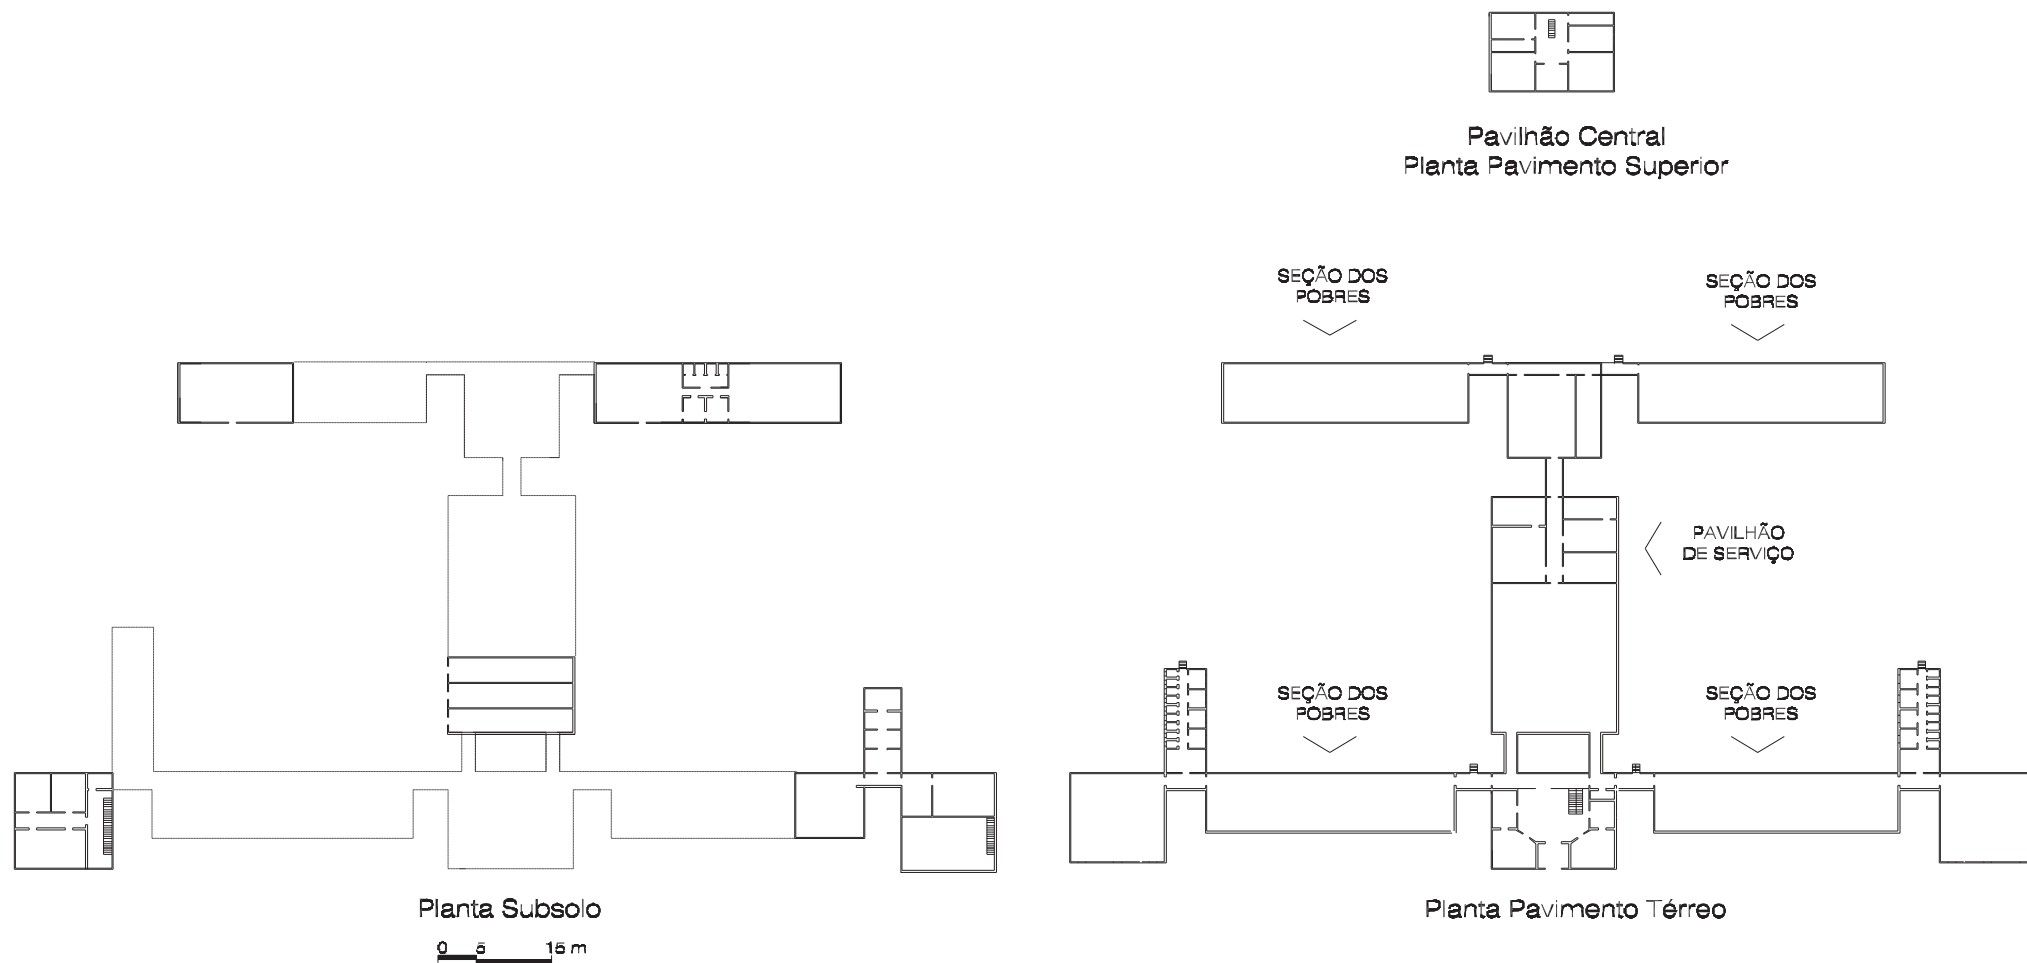 Pavilhão Central
Planta Pavimento Superior
SEÇÃO DOS
POBRES
SEÇÃO DOS
POBRES
PAVILHÃO
DE SERVIÇO
SEÇÃO DOS
POBRES
SEÇÃO DOS
POBRES
Planta Subsolo
0 5 15 m
Planta Pavimento Térreo